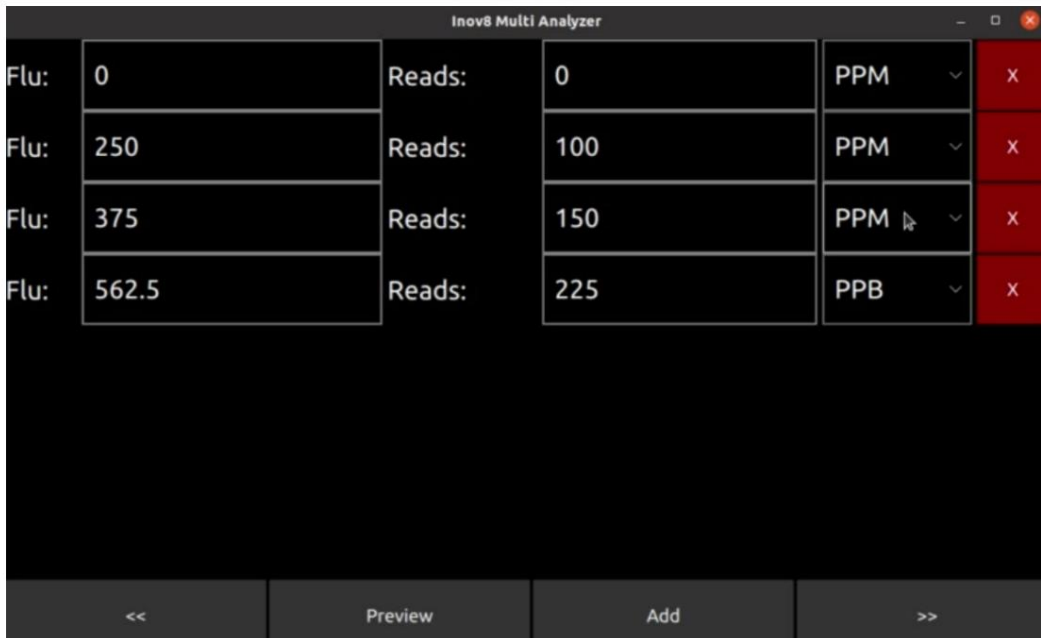 Inov8 Multi Analyzer
Flu: 0 Reads: 0 PPM X
Flu: 250 Reads: 100 PPM X
Flu: 375 Reads: 150 PPM X
Flu: 562.5 Reads: 225 PPB X
<< Preview Add >>